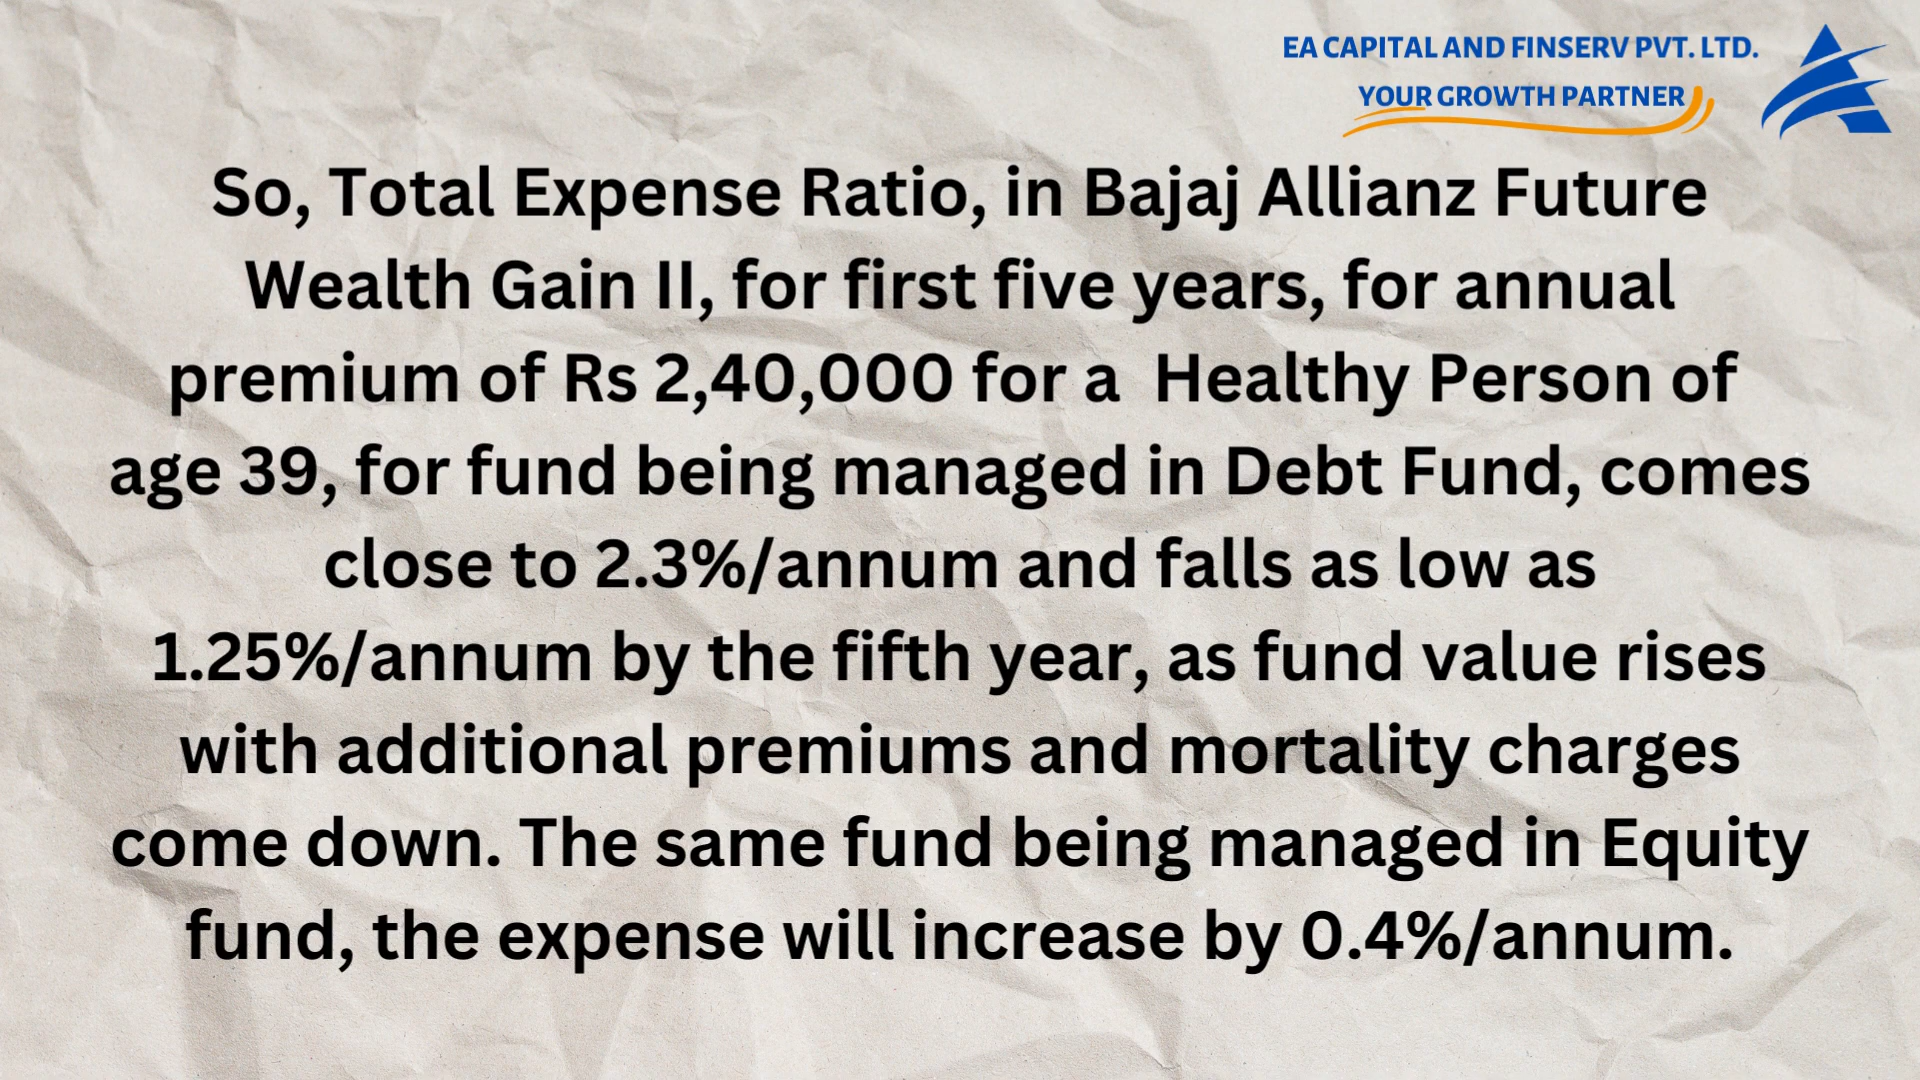 EA CAPITAL AND FINSERV PVT. LTD.
YOUR GROWTH PARTNER
So, Total Expense Ratio, in Bajaj Allianz Future
Wealth Gain II, for first five years, for annual
premium of Rs 2,40,000 for a  Healthy Person of
age 39, for fund being managed in Debt Fund, comes
close to 2.3%/annum and falls as low as
1.25%/annum by the fifth year, as fund value rises
with additional premiums and mortality charges
come down. The same fund being managed in Equity
fund, the expense will increase by 0.4%/annum.